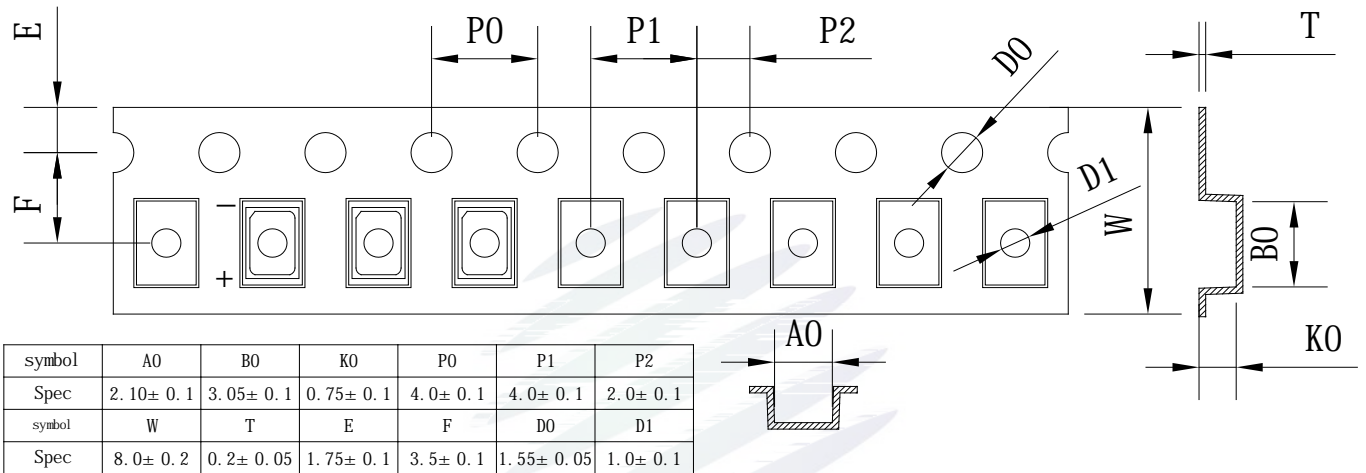 E
P0
P1
P2
D0
T
F
−
+
D1
W
B0
A0
K0
symbol A0 B0 K0 P0 P1 P2
Spec 2.10± 0.1 3.05± 0.1 0.75± 0.1 4.0± 0.1 4.0± 0.1 2.0± 0.1
symbol W T E F D0 D1
Spec 8.0± 0.2 0.2± 0.05 1.75± 0.1 3.5± 0.1 1.55± 0.05 1.0± 0.1